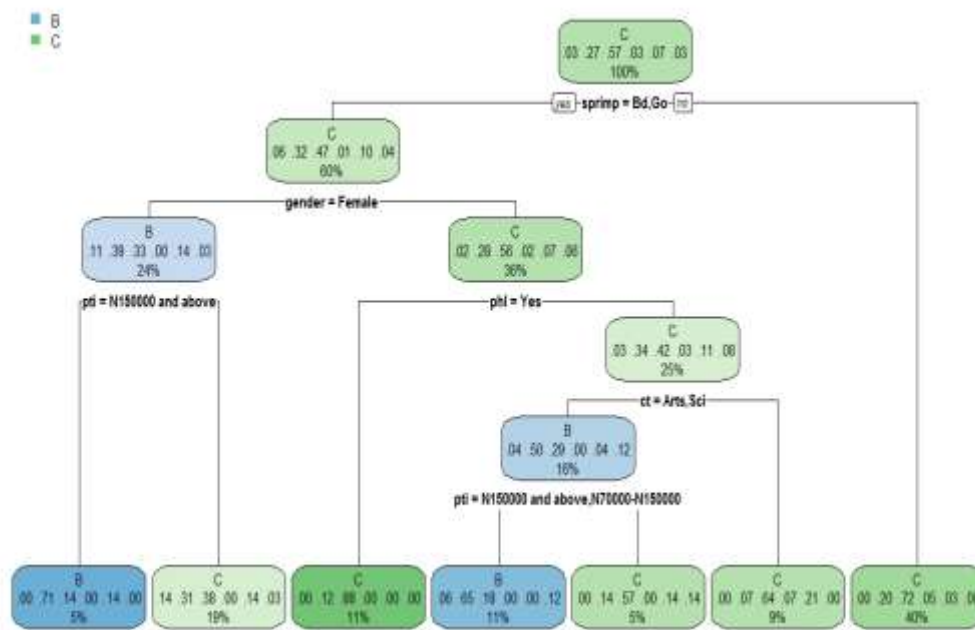 B
C
C
.03 .27 .57 .03 .07 .03
100%
yes sprimp = Bd,Go no
C
06 .32 .47 .01 .10 .04
60%
gender = Female
B
.11 .39 .33 .00 .14 .03
24%
C
02 .56 .02 .07
36%
pti = N150000 and above
phl = Yes
C
.03 .34 .42 .03 .11
25%
ct = Arts,Sci
B
.04 .50 .29 .00 .04 .12
16%
pti = N150000 and above,N70000-N150000
B
00 .71 .14 .00 .14 .00
5%
C
14 .31 .38 .00 .14 .03
19%
C
00 .12 .00 .00 .00
11%
B
06 .65 .18 .00 .00 .12
11%
C
00 .14 .57 .00 .14 .14
5%
C
00 .07 .64 .07 .21 .00
9%
C
00 .20 .72 .05 .03
40%